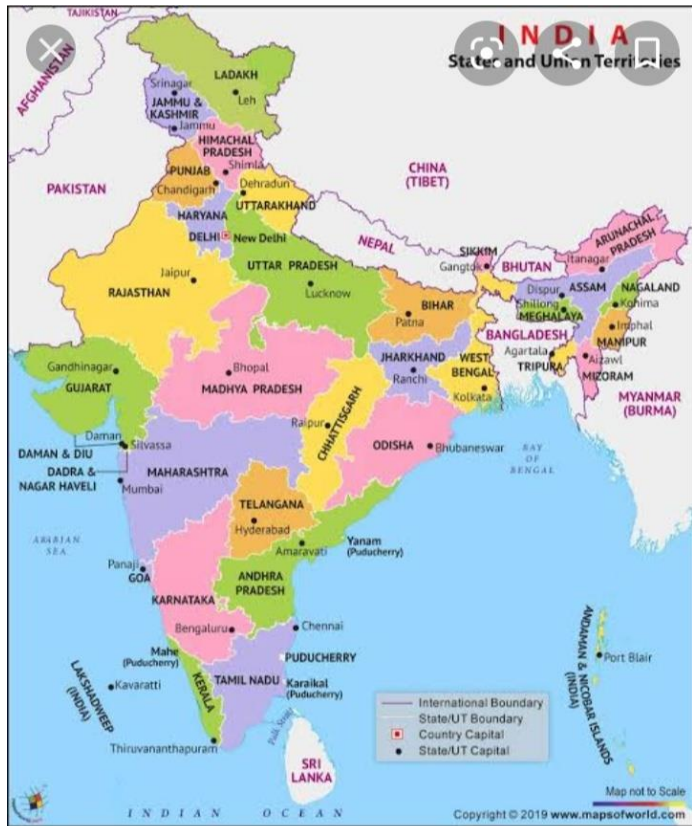 TAJIKISTAN
INDIA
States and Union Territories
AFGHANISTAN
LADAKH
Leh
Srinagar
JAMMU &
KASHMIR
Jammu
HIMACHAL
PRADESH
Shimla
CHINA
(TIBET)
PUNJAB
Chandigarh
Dehradun
UTTARAKHAND
PAKISTAN
HARYANA
DELHI
New Delhi
NEPAL
ARUNACHAL
PRADESH
Itanagar
SIKKIM
Gangtok
BHUTAN
UTTAR PRADESH
Lucknow
Jaipur
RAJASTHAN
BIHAR
Patna
Dispur
ASSAM
NAGALAND
Kohima
Shillong
MEGHALAYA
Imphal
MANIPUR
BANGLADESH
Agartala
TRIPURA
Aizawl
MIZORAM
MYANMAR
(BURMA)
Gandhinagar
GUJARAT
Bhopal
MADHYA PRADESH
JHARKHAND
Ranchi
WEST
BENGAL
Kolkata
Raipur
CHHATTISGARH
ODISHA
Bhubaneswar
BAY
OF
BENGAL
Daman
Silvassa
DAMAN & DIU
DADRA &
NAGAR HAVELI
MAHARASHTRA
Mumbai
TELANGANA
Hyderabad
ARABIAN
SEA
Amaravati
Yanam
(Puducherry)
Panaji
GOA
ANDHRA
PRADESH
KARNATAKA
Bengaluru
Chennai
Mahe
(Puducherry)
PUDUCHERRY
KERALA
TAMIL NADU
Karaikal
(Puducherry)
LAKSHADWEEP
(INDIA)
Kavaratti
Thiruvananthapuram
Palk Strait
SRI
LANKA
ANDAMAN & NICOBAR ISLANDS
(INDIA)
Port Blair
International Boundary
State/UT Boundary
Country Capital
State/UT Capital
Map not to Scale
INDIAN OCEAN
Copyright © 2019 www.mapsofworld.com